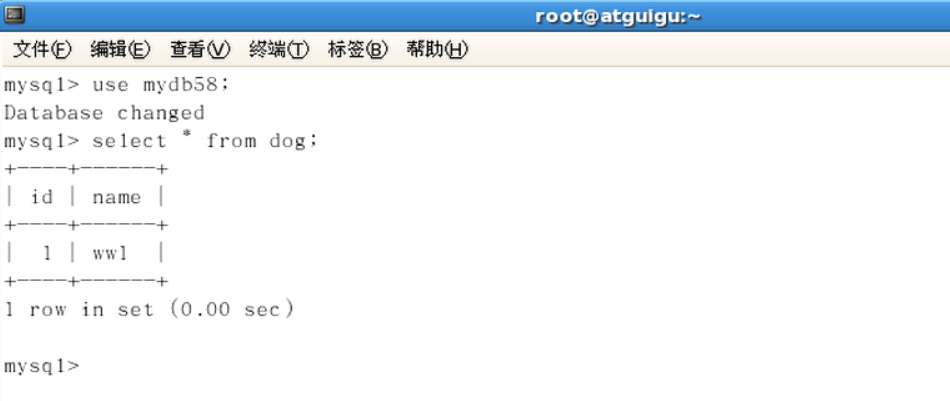 root@atguigu:~
文件(F) 编辑(E) 查看(V) 终端(T) 标签(B) 帮助(H)
mysql> use mydb58;
Database changed
mysql> select * from dog;
+----+------+
| id | name |
+----+------+
|  1 | ww1  |
+----+------+
1 row in set (0.00 sec)
mysql>